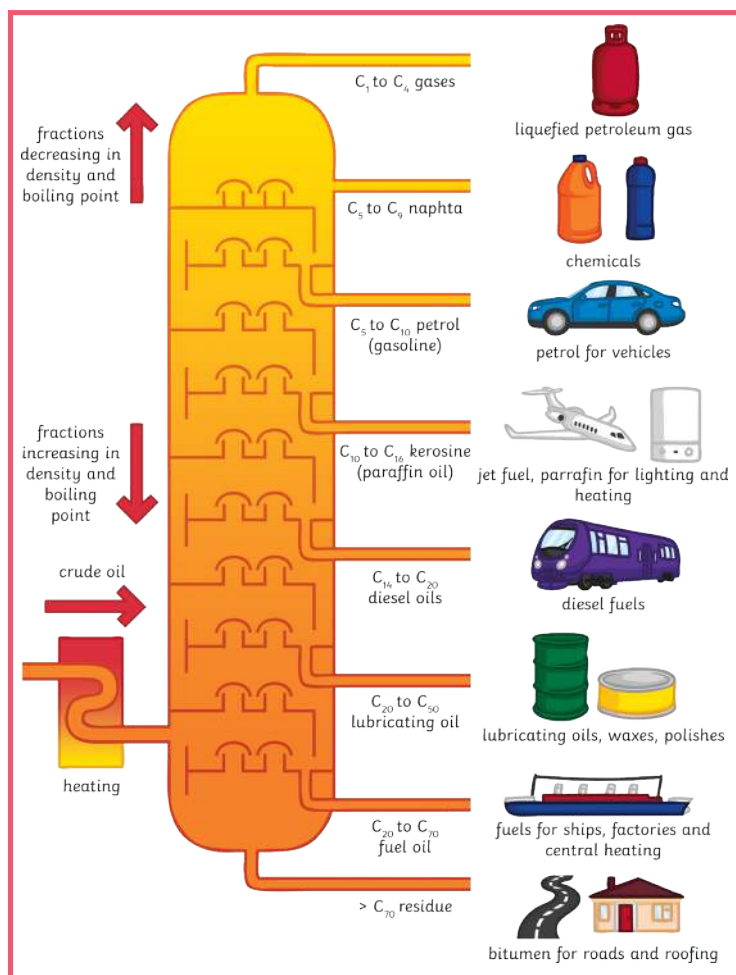 C₁ to C₄ gases
liquefied petroleum gas
fractions
decreasing in
density and
boiling point
C₅ to C₉ naphta
chemicals
C₅ to C₁₀ petrol
(gasoline)
petrol for vehicles
fractions
increasing in
density and
boiling
point
C₁₀ to C₁₆ kerosine
(paraffin oil)
jet fuel, parrafin for lighting and
heating
crude oil
C₁₄ to C₂₀
diesel oils
diesel fuels
C₂₀ to C₅₀
lubricating oil
lubricating oils, waxes, polishes
heating
C₂₀ to C₇₀
fuel oil
fuels for ships, factories and
central heating
> C₇₀ residue
bitumen for roads and roofing